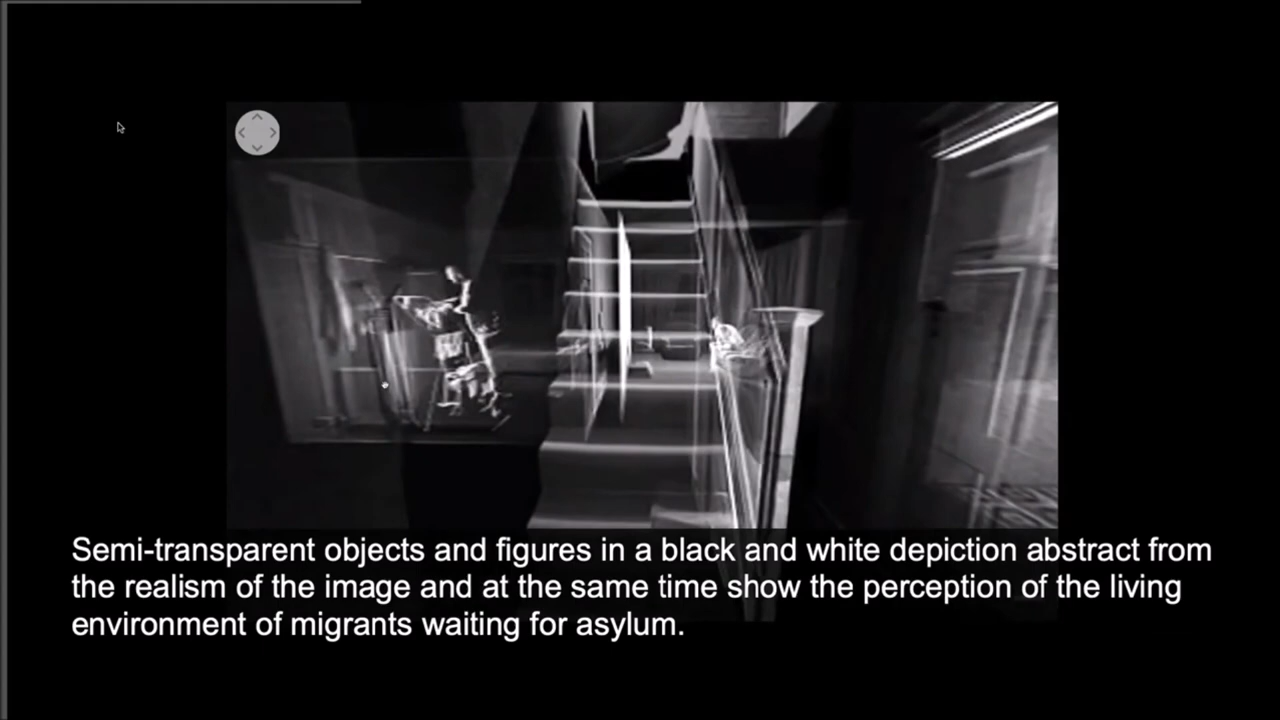 Semi-transparent objects and figures in a black and white depiction abstract from
the realism of the image and at the same time show the perception of the living
environment of migrants waiting for asylum.